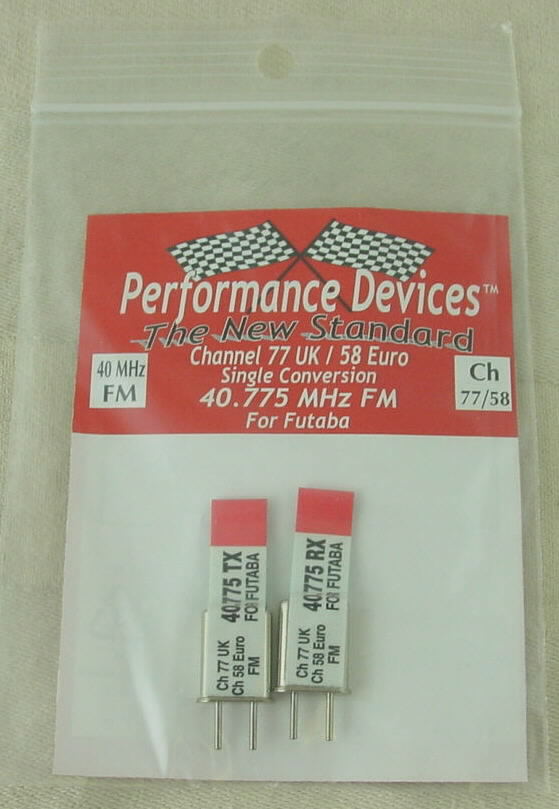 Performance Devices™
The New Standard
Channel 77 UK / 58 Euro
Single Conversion
40.775 MHz FM
For Futaba
40 MHz
FM
Ch
77/58
40.775 TX
FOR FUTABA
Ch 77 UK
Ch 58 Euro
FM
40.775 RX
FOR FUTABA
Ch 77 UK
Ch 58 Euro
FM